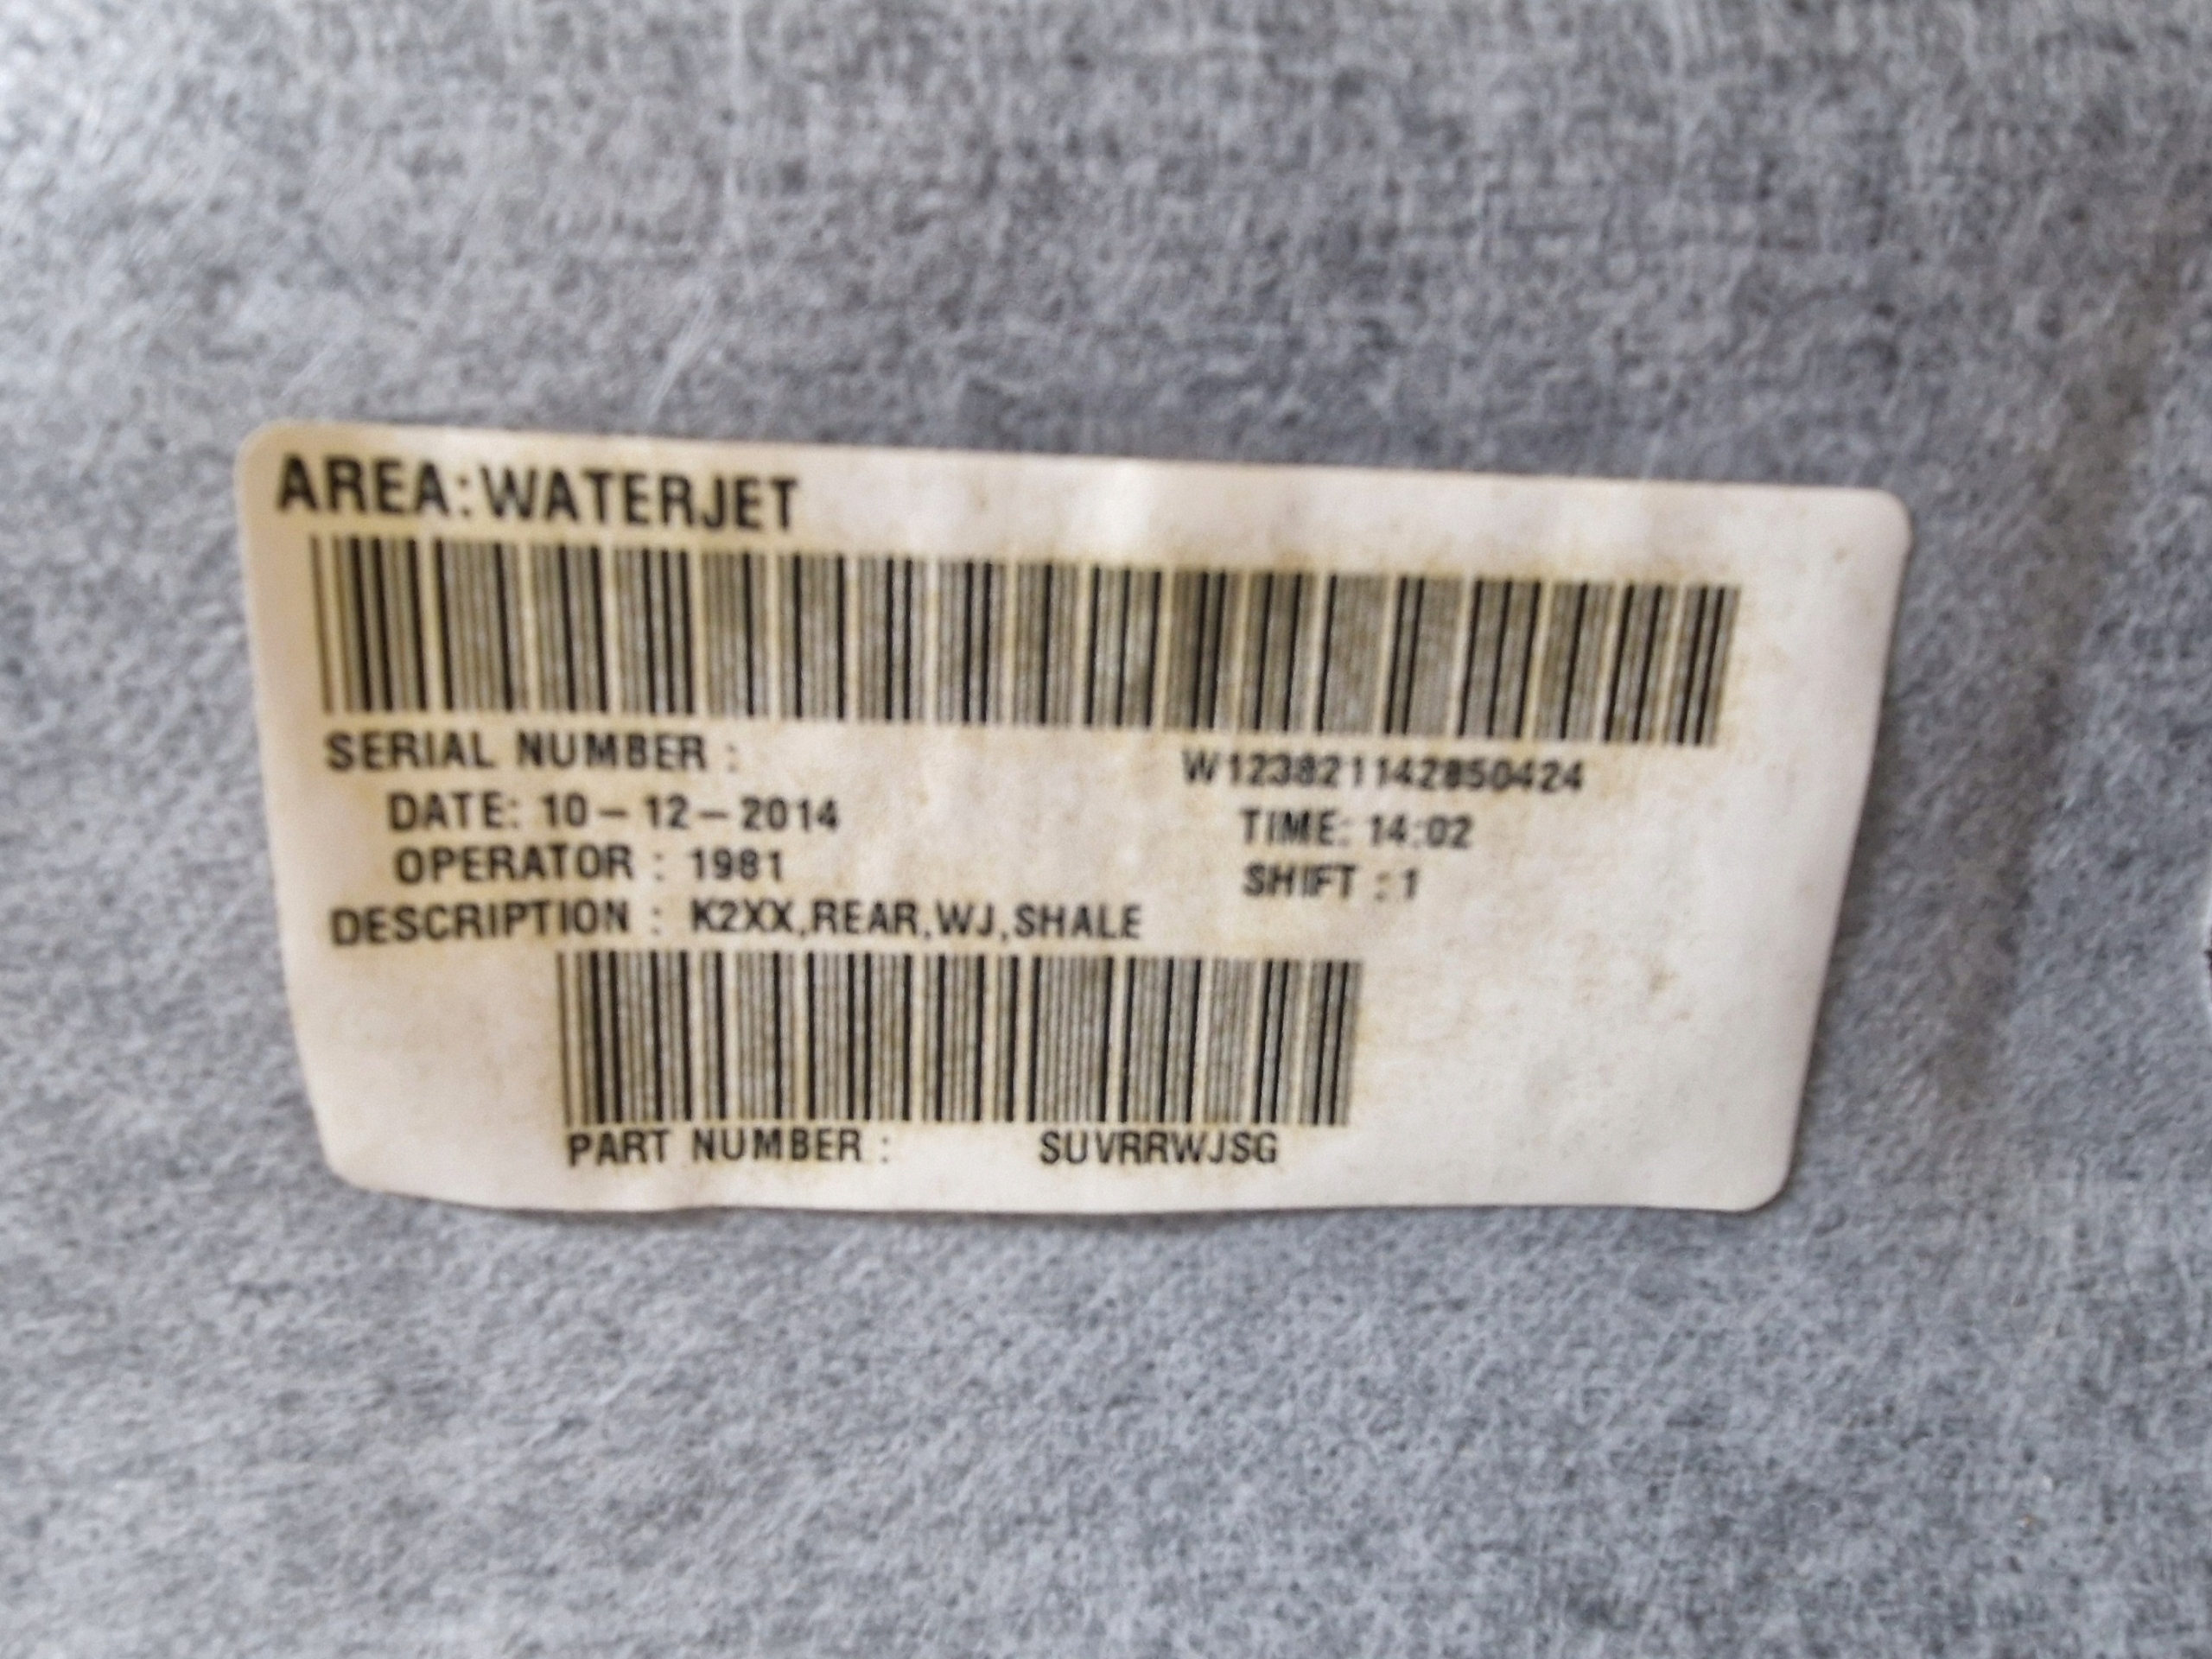 AREA:WATERJET
SERIAL NUMBER : W123821142850424
DATE: 10-12-2014 TIME: 14:02
OPERATOR : 1981 SHIFT : 1
DESCRIPTION : K2XX,REAR,WJ,SHALE
PART NUMBER : SUVRRWJSG